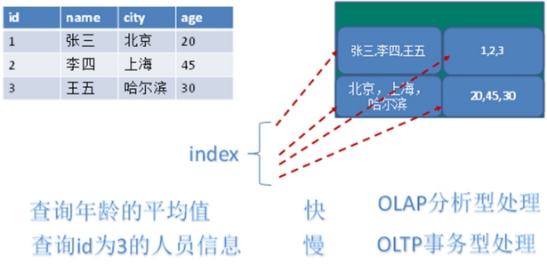 id name city age
1 张三 北京 20
2 李四 上海 45
3 王五 哈尔滨 30
张三,李四,王五
1,2,3
北京，上海，
哈尔滨
20,45,30
index
查询年龄的平均值 快 OLAP分析型处理
查询id为3的人员信息 慢 OLTP事务型处理